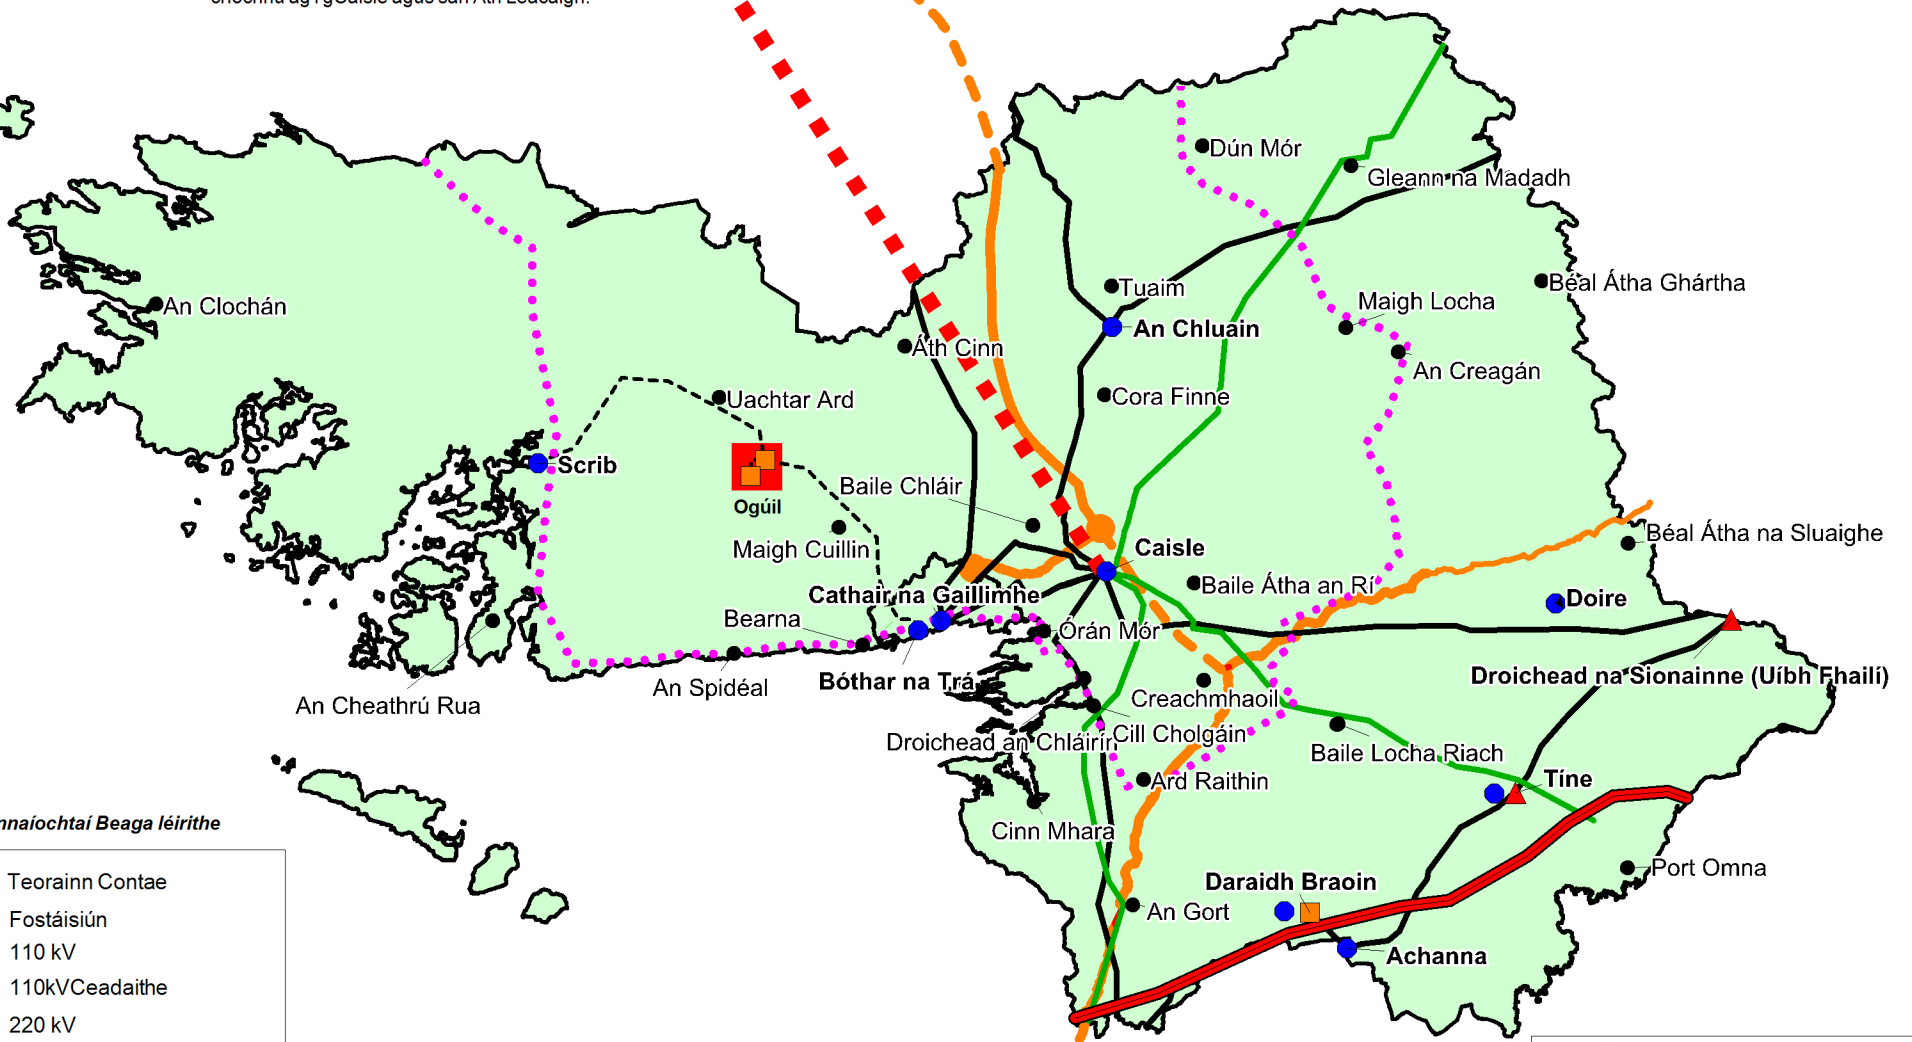 Dún Mór
Gleann na Madadh
Béal Átha Ghártha
Tuaim
Maigh Locha
An Clochán
An Chluain
Áth Cinn
An Creagán
Uachtar Ard
Cora Finne
Scrib
Baile Chláir
Ogúil
Béal Átha na Sluaighe
Maigh Cuillin
Caisle
Baile Átha an Rí
Cathair na Gaillimhe
Doire
Bearna
Órán Mór
Droichead na Sionainne (Uíbh Fhailí)
An Spidéal
Bóthar na Trá
Creachmhaoil
An Cheathrú Rua
Droichead an Chláirín
Cill Cholgáin
Baile Locha Riach
Ard Raithin
Tíne
Cinn Mhara
Port Omna
Daraidh Braoin
An Gort
Achanna
Beaga léirithe
Teorainn Contae
Fostáisiún
110 kV
110kVCeadaithe
220 kV